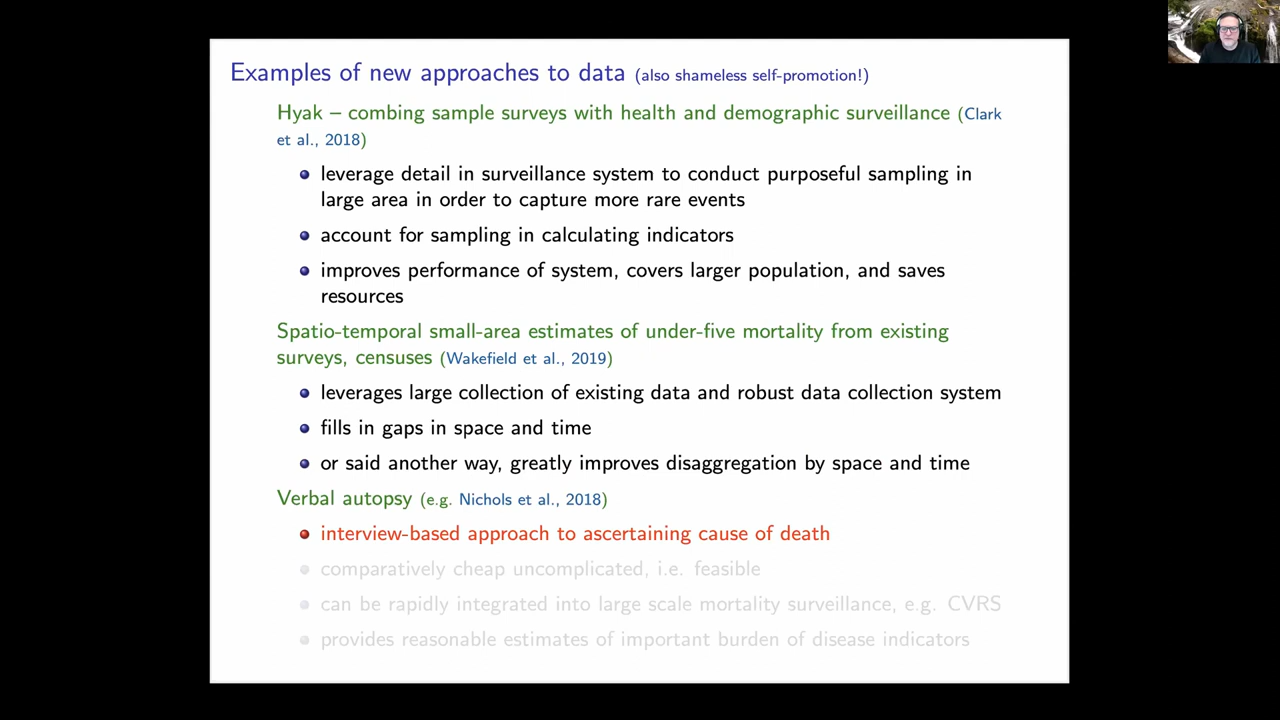 Examples of new approaches to data (also shameless self-promotion!)
Hyak – combing sample surveys with health and demographic surveillance (Clark
et al., 2018)
leverage detail in surveillance system to conduct purposeful sampling in
large area in order to capture more rare events
account for sampling in calculating indicators
improves performance of system, covers larger population, and saves
resources
Spatio-temporal small-area estimates of under-five mortality from existing
surveys, censuses (Wakefield et al., 2019)
leverages large collection of existing data and robust data collection system
fills in gaps in space and time
or said another way, greatly improves disaggregation by space and time
Verbal autopsy (e.g. Nichols et al., 2018)
interview-based approach to ascertaining cause of death
comparatively cheap uncomplicated, i.e. feasible
can be rapidly integrated into large scale mortality surveillance, e.g. CVRS
provides reasonable estimates of important burden of disease indicators